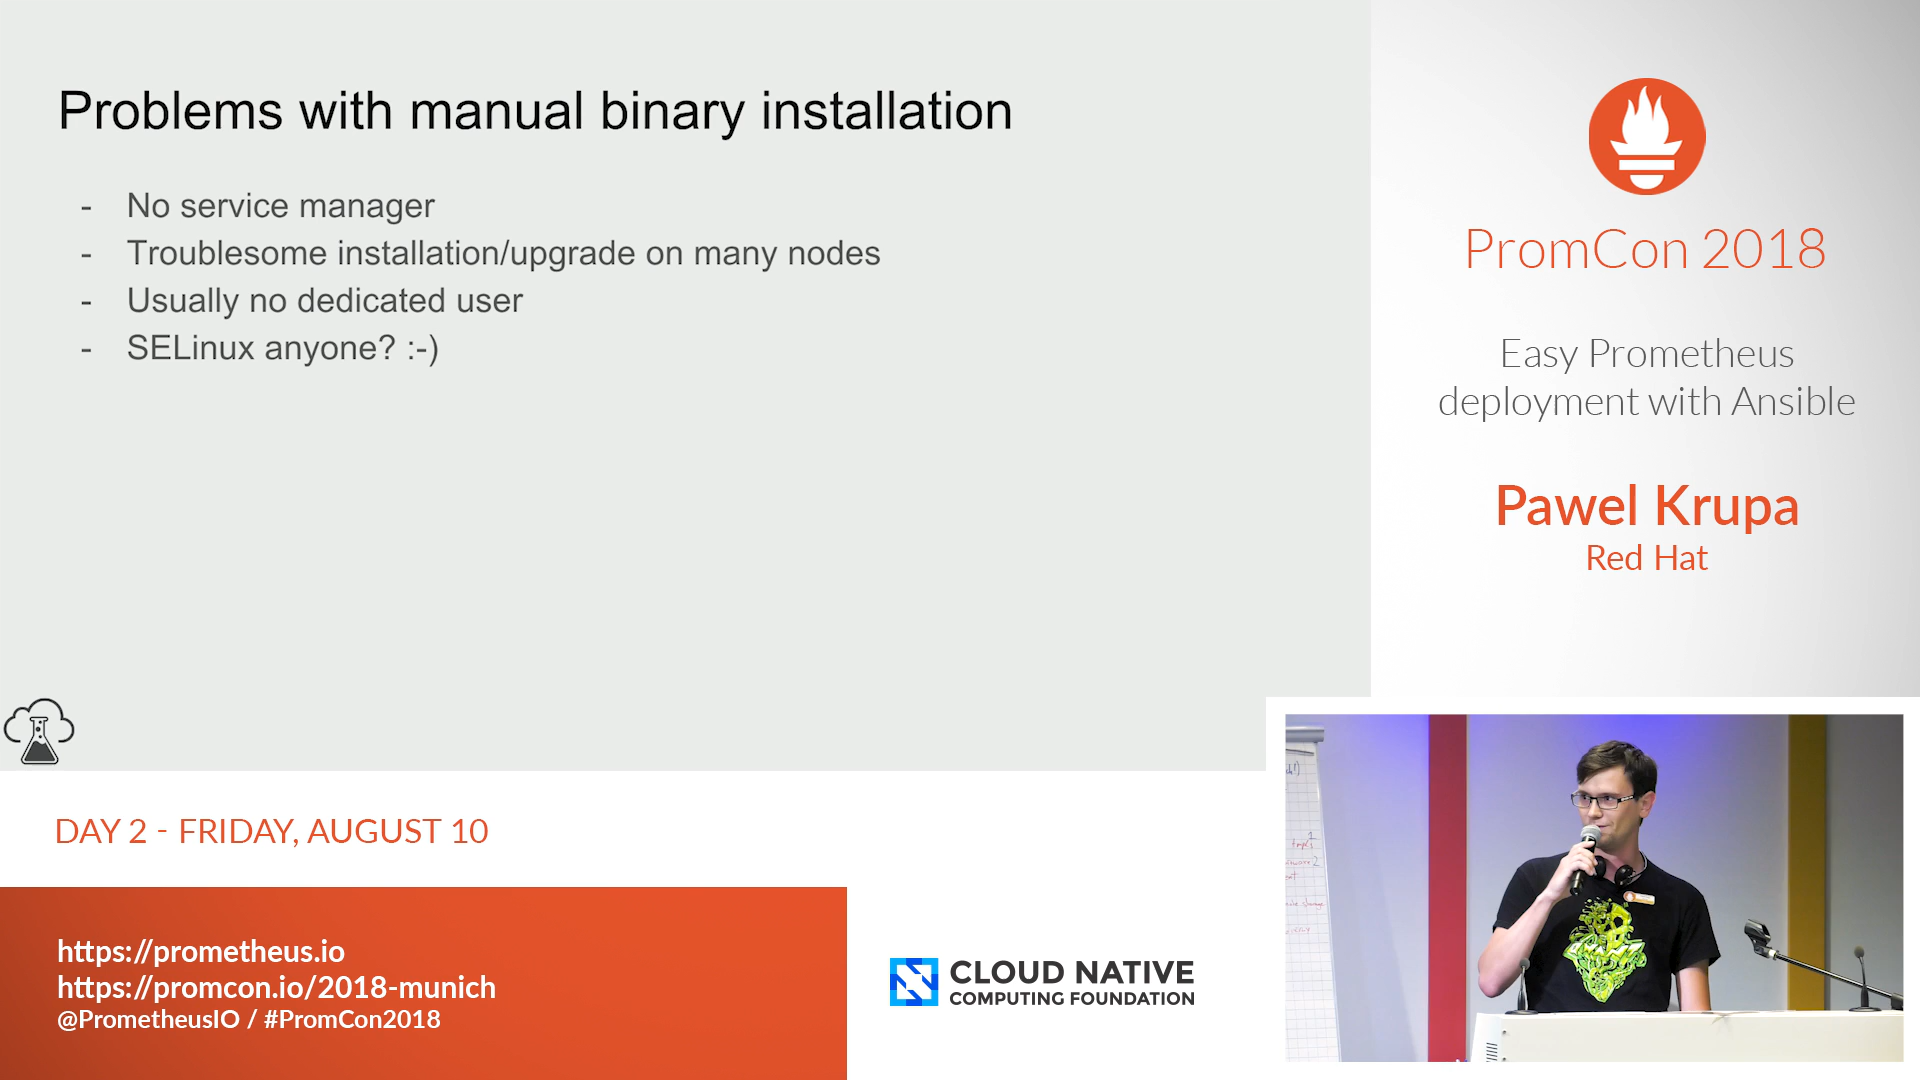 Problems with manual binary installation
- No service manager
- Troublesome installation/upgrade on many nodes
- Usually no dedicated user
- SELinux anyone? :-)
PromCon 2018
Easy Prometheus
deployment with Ansible
Pawel Krupa
Red Hat
DAY 2 - FRIDAY, AUGUST 10
https://prometheus.io
https://promcon.io/2018-munich
@PrometheusIO / #PromCon2018
CLOUD NATIVE
COMPUTING FOUNDATION